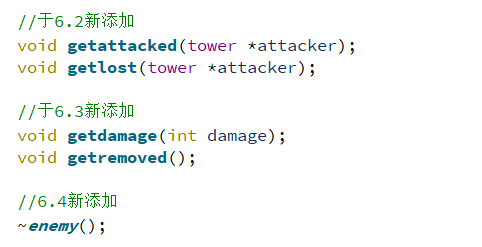 //于6.2新添加
void getattacked(tower *attacker);
void getlost(tower *attacker);
//于6.3新添加
void getdamage(int damage);
void getremoved();
//6.4新添加
~enemy();